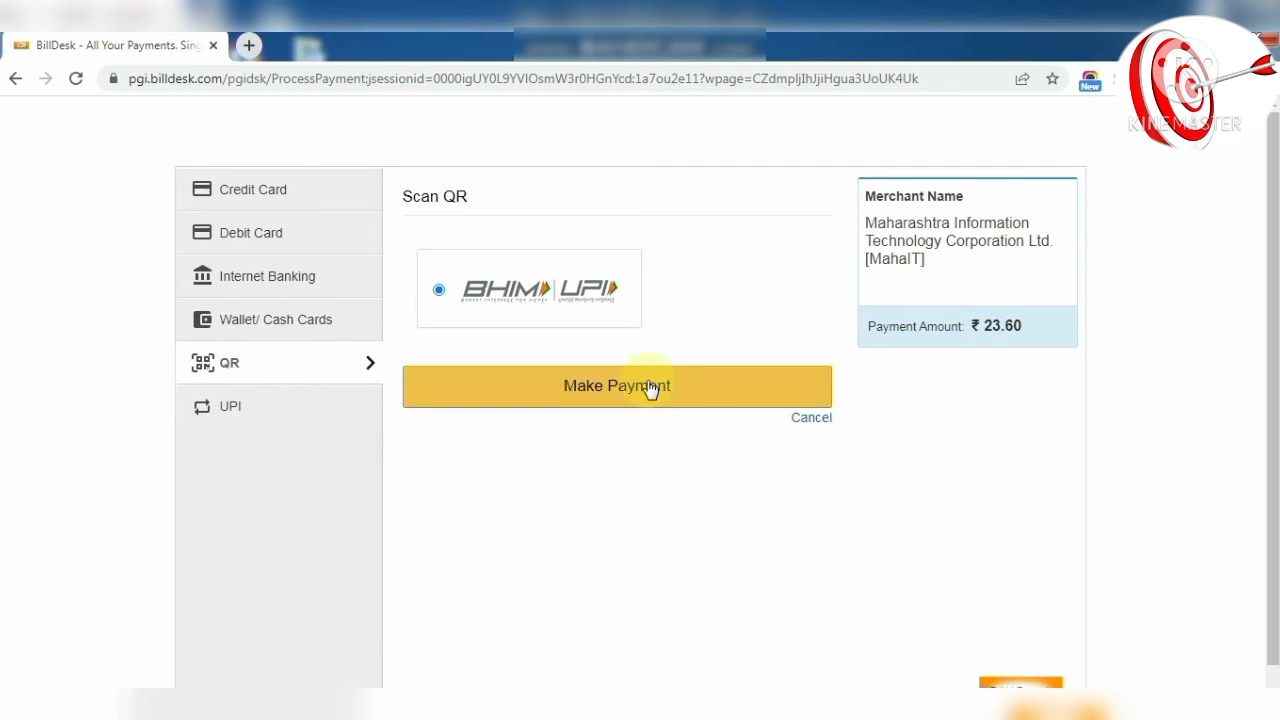 BillDesk - All Your Payments. Sing
pgi.billdesk.com/pgidsk/ProcessPayment;jsessionid=0000igUY0L9YVIOsmW3r0HGnYcd:1a7ou2e11?wpage=CZdmpIjIhJjiHgua3UoUK4Uk
New
KINEMASTER
Credit Card
Debit Card
Internet Banking
Wallet/ Cash Cards
QR
UPI
Scan QR
BHIM UPI
Make Payment
Cancel
Merchant Name
Maharashtra Information
Technology Corporation Ltd.
[MahaIT]
Payment Amount: ₹ 23.60